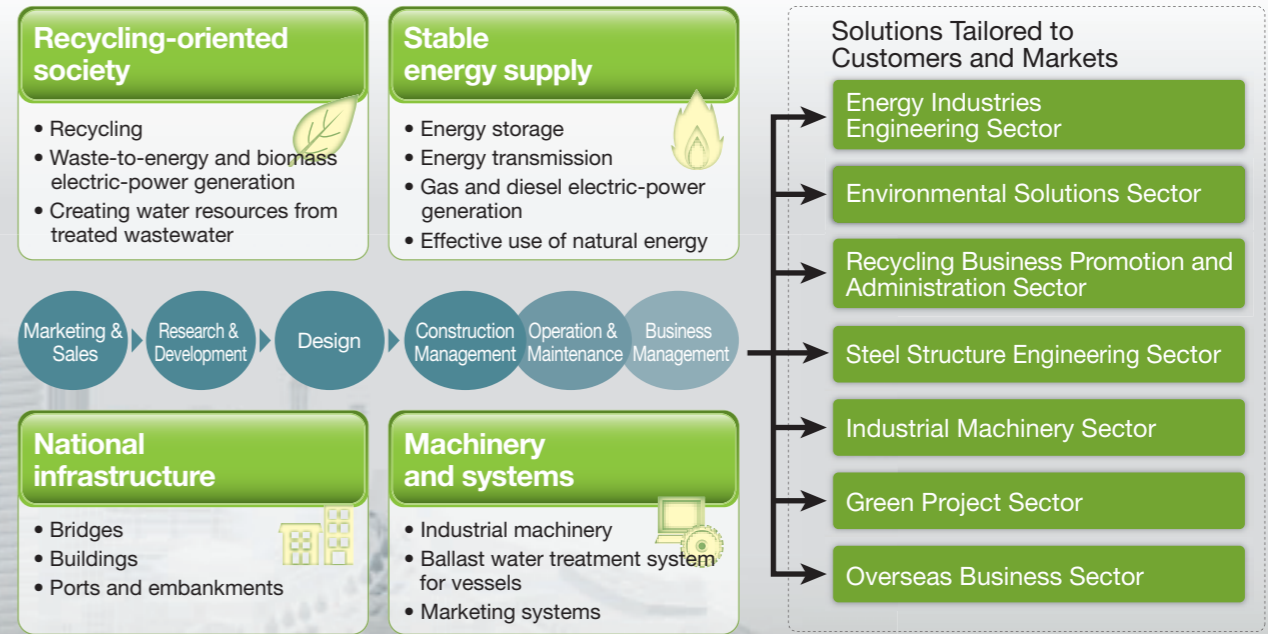 Recycling-oriented
society
• Recycling
• Waste-to-energy and biomass
electric-power generation
• Creating water resources from
treated wastewater
Stable
energy supply
• Energy storage
• Energy transmission
• Gas and diesel electric-power
generation
• Effective use of natural energy
Marketing &
Sales
Research &
Development
Design
Construction
Management
Operation &
Maintenance
Business
Management
National
infrastructure
• Bridges
• Buildings
• Ports and embankments
Machinery
and systems
• Industrial machinery
• Ballast water treatment system
for vessels
• Marketing systems
Solutions Tailored to
Customers and Markets
Energy Industries
Engineering Sector
Environmental Solutions Sector
Recycling Business Promotion and
Administration Sector
Steel Structure Engineering Sector
Industrial Machinery Sector
Green Project Sector
Overseas Business Sector